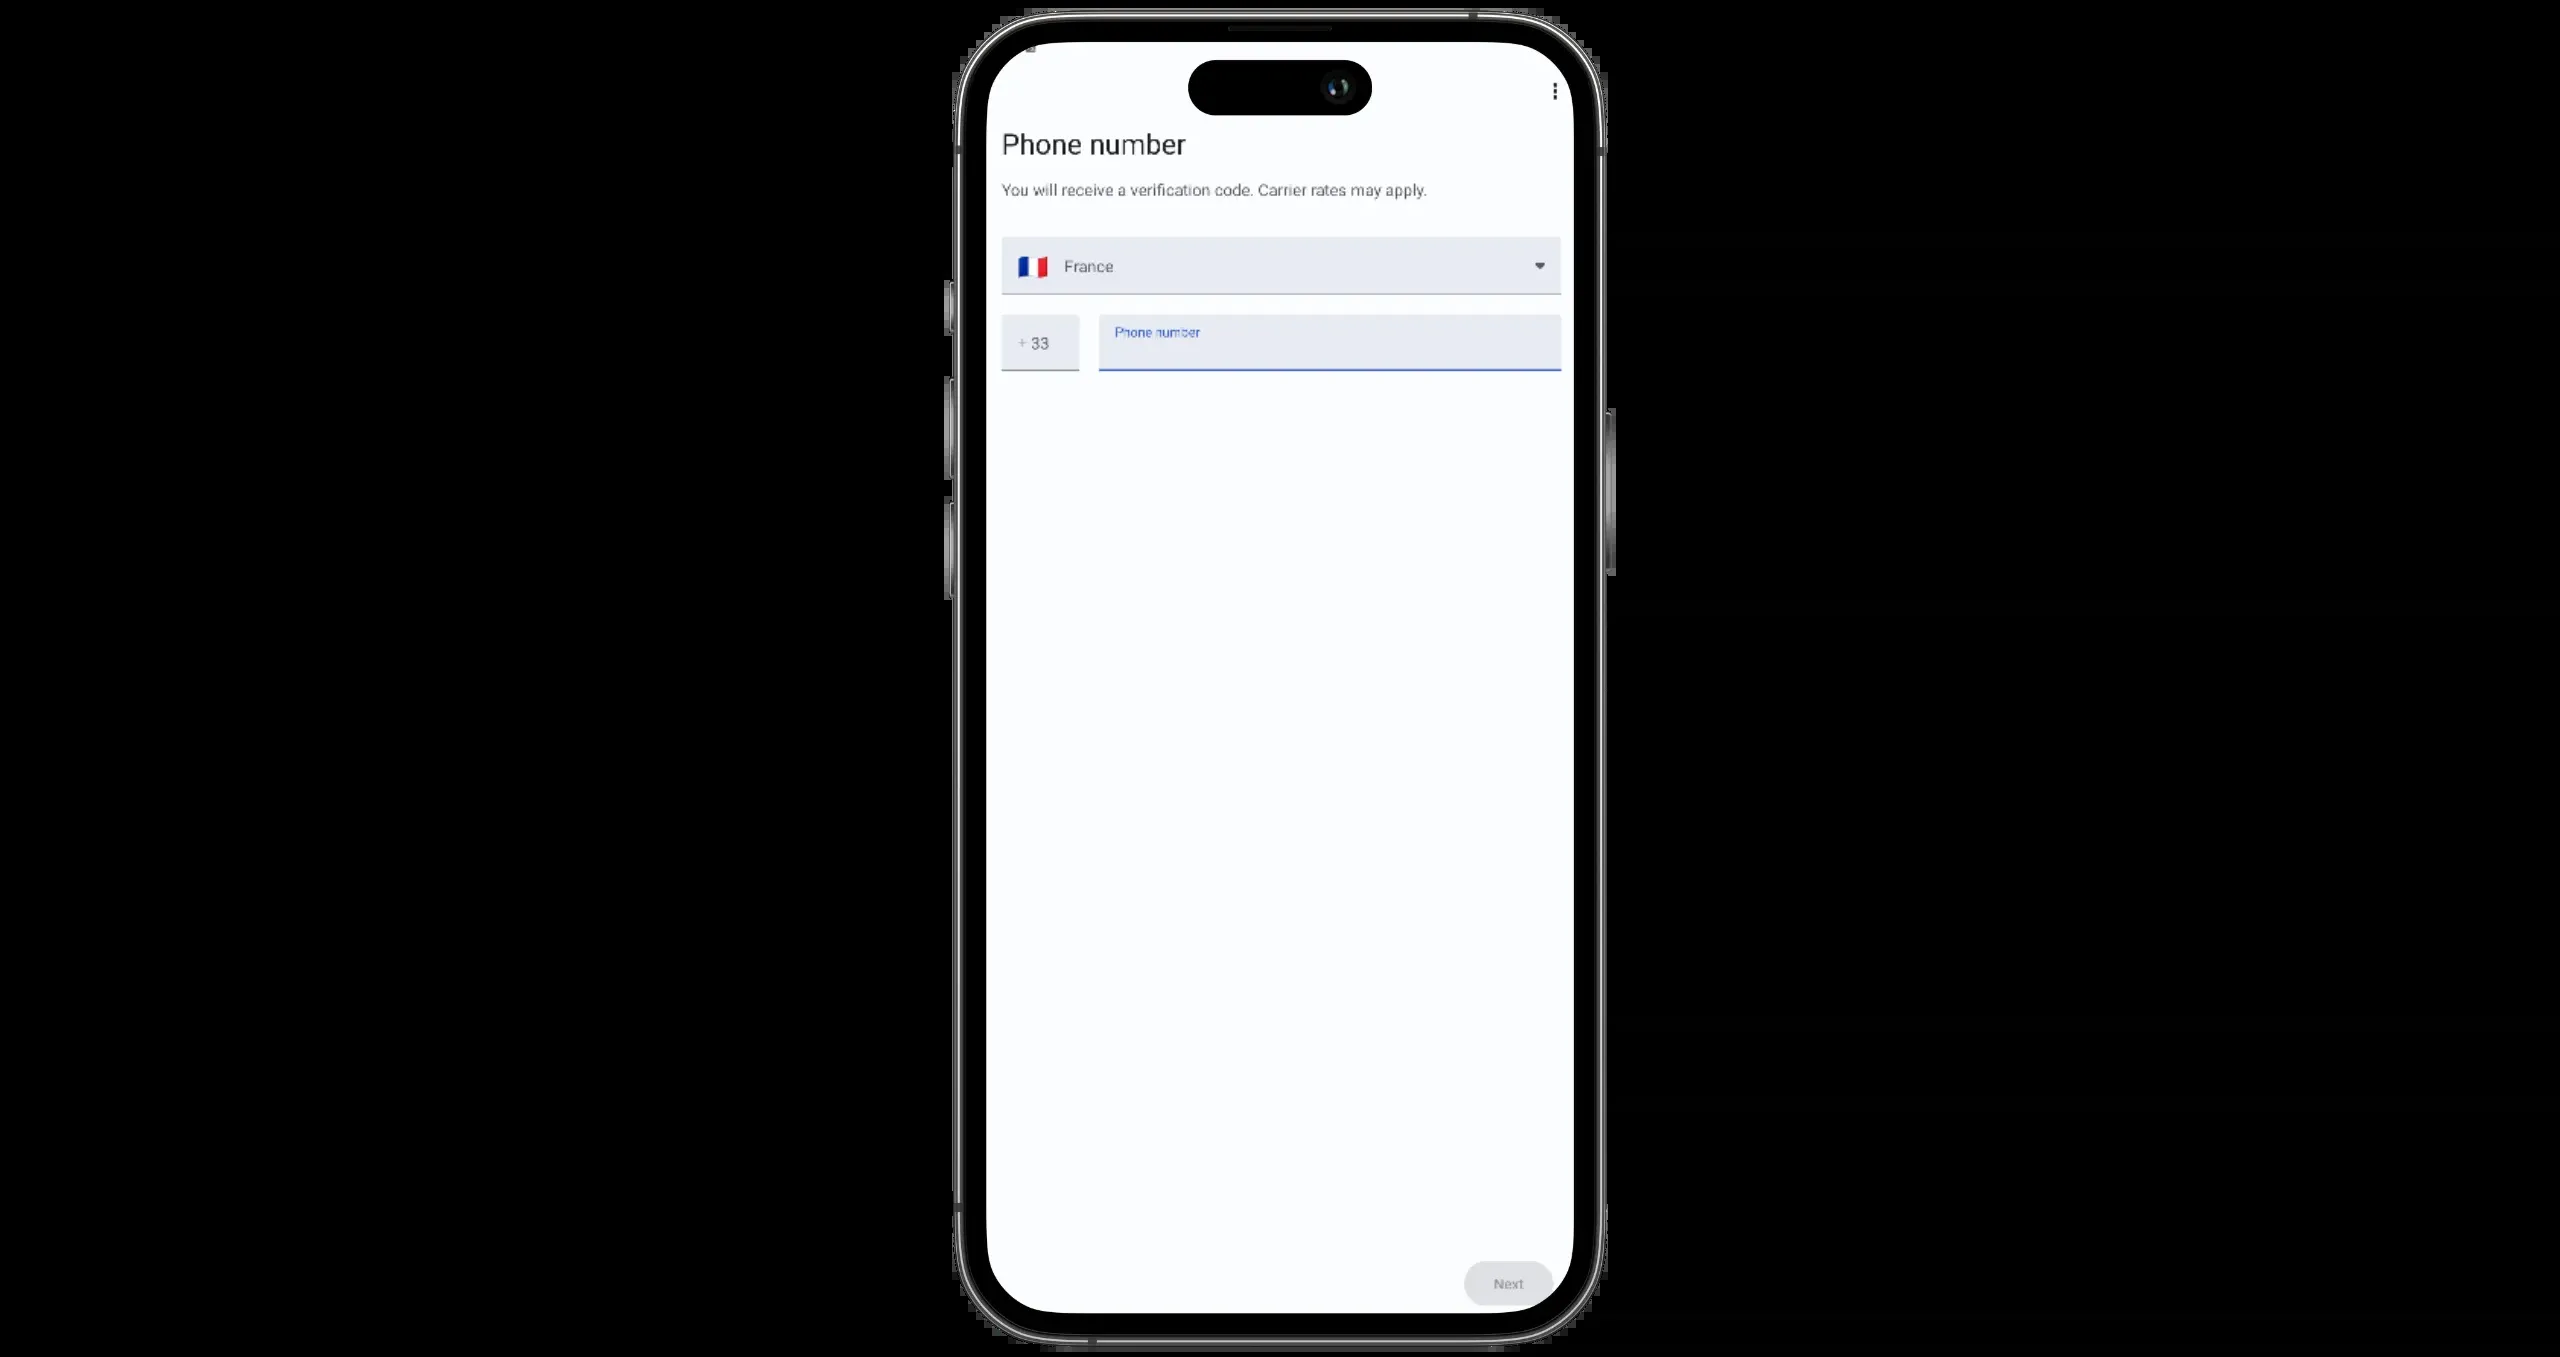 Phone number
You will receive a verification code. Carrier rates may apply.
France
+ 33
Phone number
Next